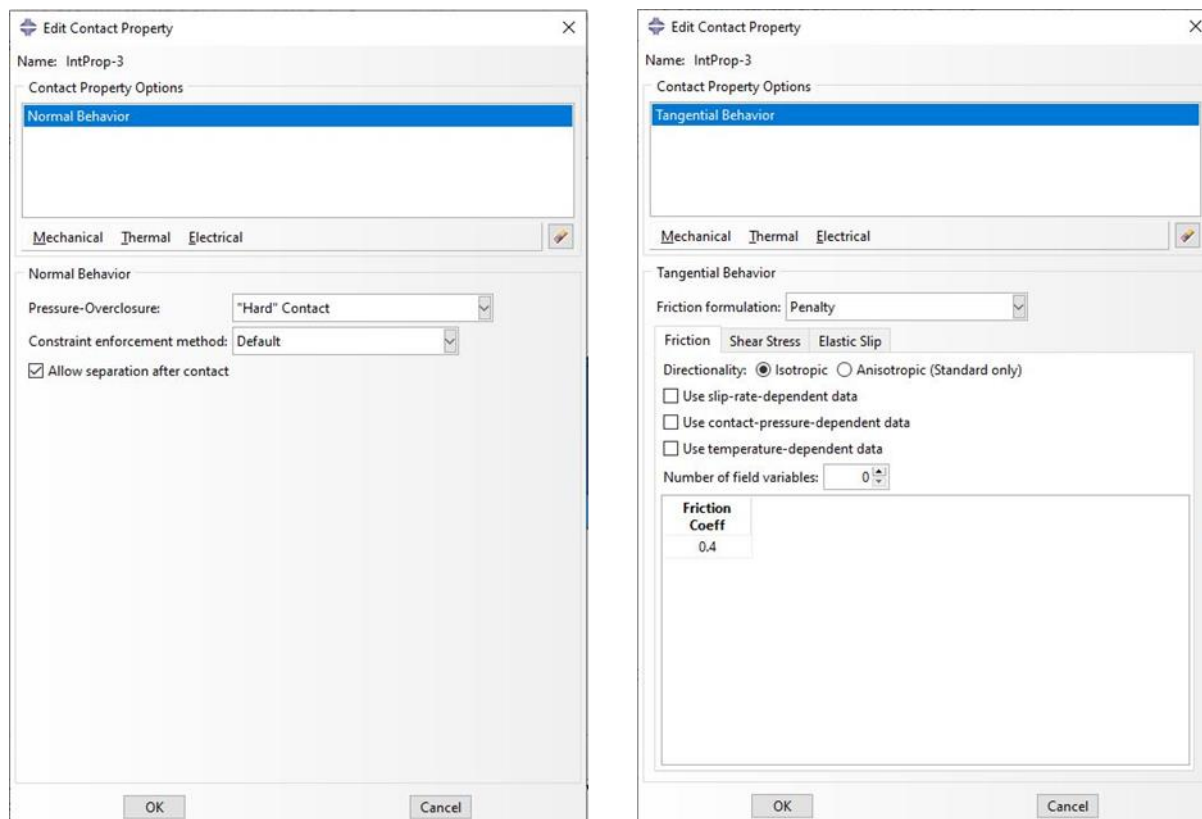 Edit Contact Property
Name: IntProp-3
Contact Property Options
Normal Behavior
Mechanical Thermal Electrical
Normal Behavior
Pressure-Overclosure: "Hard" Contact
Constraint enforcement method: Default
Allow separation after contact
OK Cancel
Edit Contact Property
Name: IntProp-3
Contact Property Options
Tangential Behavior
Mechanical Thermal Electrical
Tangential Behavior
Friction formulation: Penalty
Friction Shear Stress Elastic Slip
Directionality: Isotropic Anisotropic (Standard only)
Use slip-rate-dependent data
Use contact-pressure-dependent data
Use temperature-dependent data
Number of field variables: 0
Friction
Coeff
0.4
OK Cancel